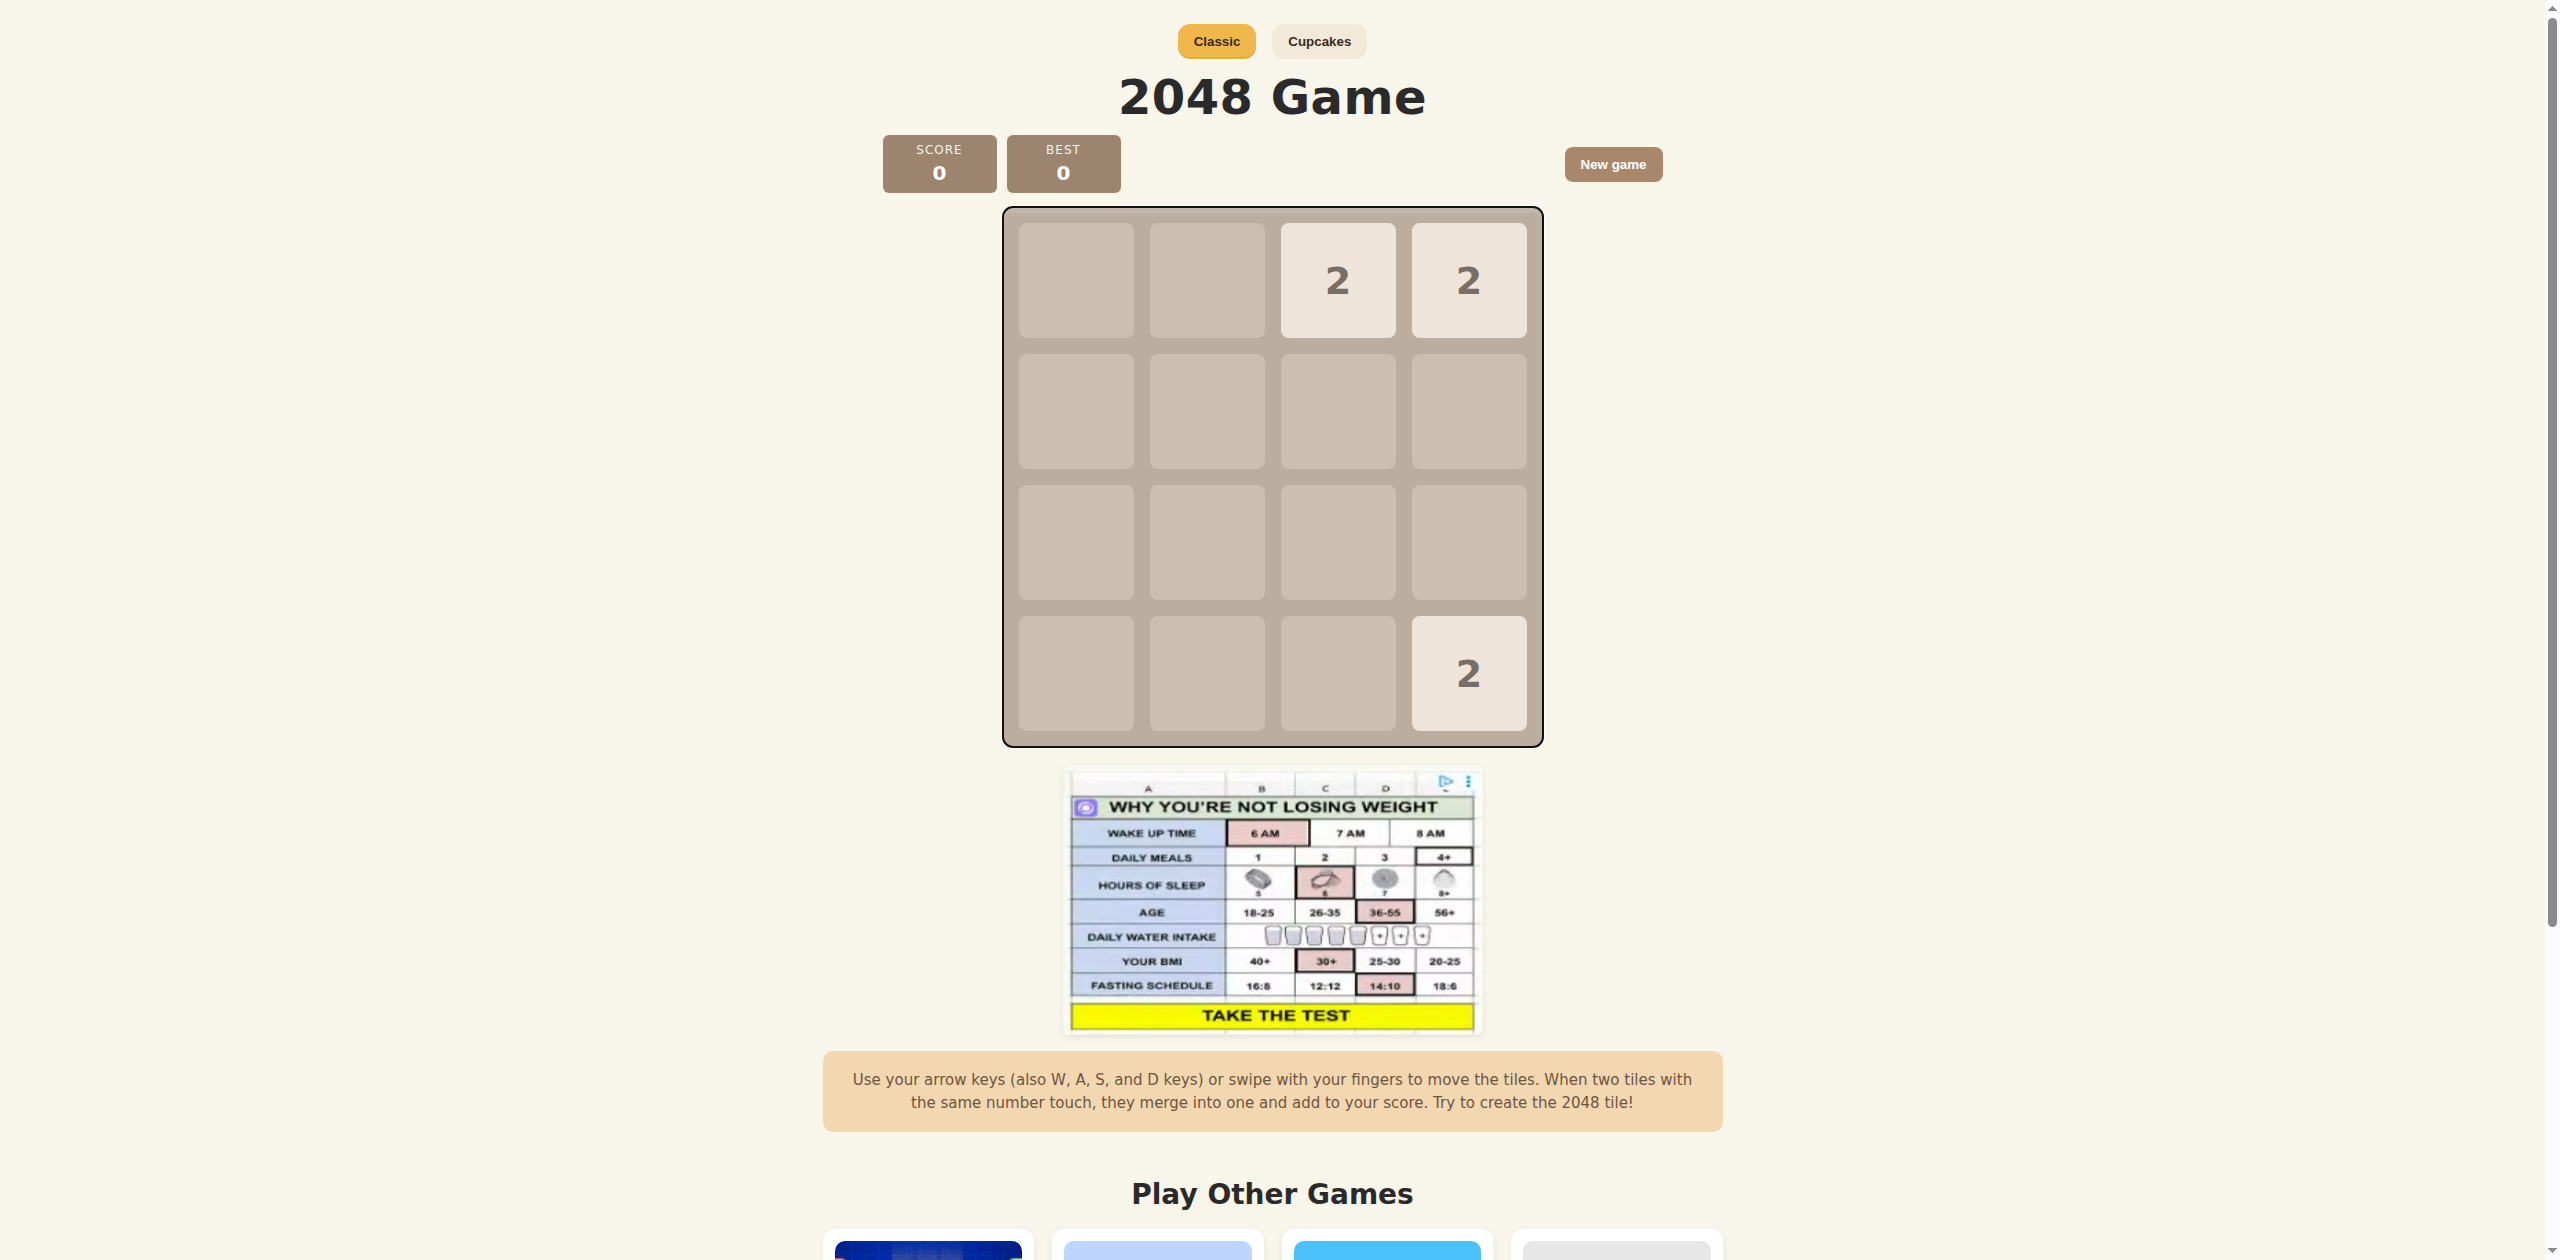 Classic
Cupcakes
2048 Game
SCORE
0
BEST
0
New game
2
2
2
A B C D
WHY YOU'RE NOT LOSING WEIGHT
WAKE UP TIME 6 AM 7 AM 8 AM
DAILY MEALS 1 2 3 4+
HOURS OF SLEEP 5 6 7 8+
AGE 18-25 26-35 36-55 56+
DAILY WATER INTAKE + + +
YOUR BMI 40+ 30+ 25-30 20-25
FASTING SCHEDULE 16:8 12:12 14:10 18:6
TAKE THE TEST
Use your arrow keys (also W, A, S, and D keys) or swipe with your fingers to move the tiles. When two tiles with
the same number touch, they merge into one and add to your score. Try to create the 2048 tile!
Play Other Games